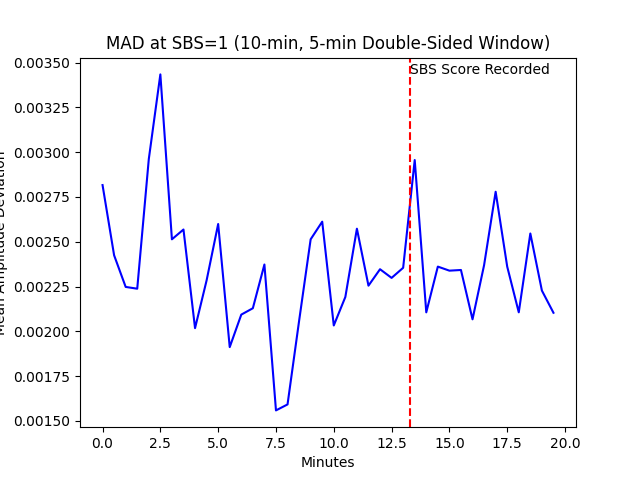 MAD at SBS=1 (10-min, 5-min Double-Sided Window)
SBS Score Recorded
Mean Amplitude Deviation
0.00350
0.00325
0.00300
0.00275
0.00250
0.00225
0.00200
0.00175
0.00150
0.0 2.5 5.0 7.5 10.0 12.5 15.0 17.5 20.0
Minutes